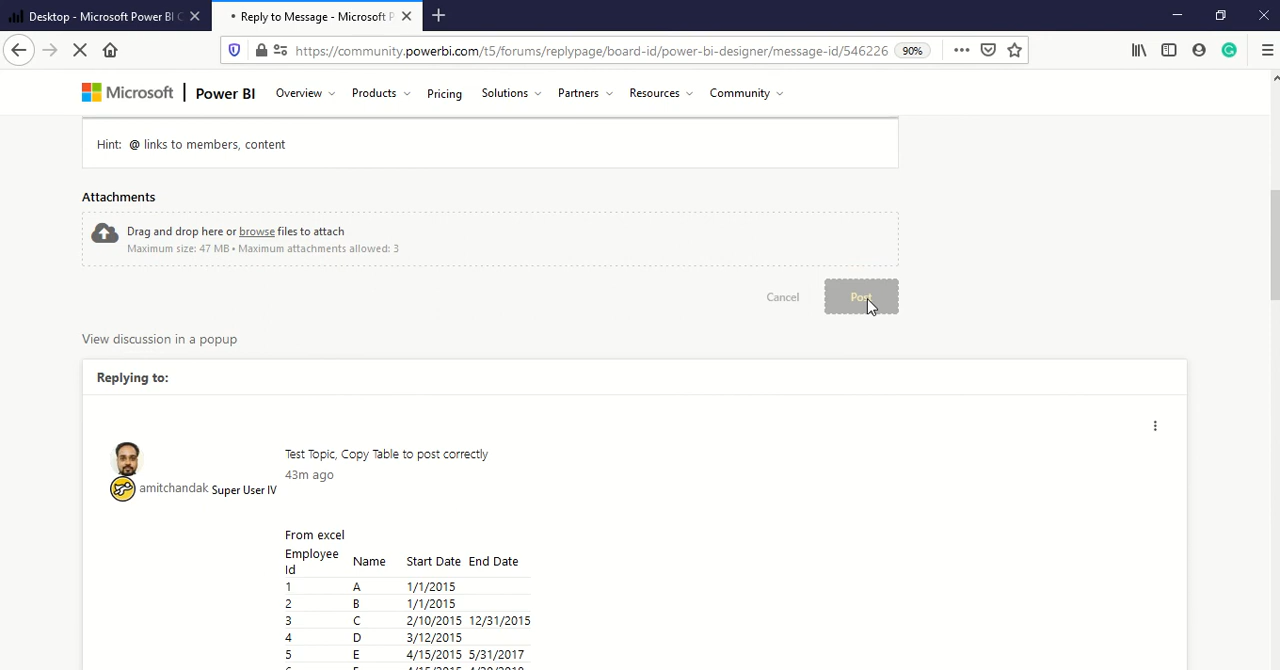 Desktop - Microsoft Power BI C
Reply to Message - Microsoft P
https://community.powerbi.com/t5/forums/replypage/board-id/power-bi-designer/message-id/546226
90%
Microsoft
Power BI
Overview
Products
Pricing
Solutions
Partners
Resources
Community
Hint: @ links to members, content
Attachments
Drag and drop here or browse files to attach
Maximum size: 47 MB • Maximum attachments allowed: 3
Cancel
Post
View discussion in a popup
Replying to:
Test Topic, Copy Table to post correctly
43m ago
amitchandak Super User IV
From excel
Employee Id Name Start Date End Date
1 A 1/1/2015
2 B 1/1/2015
3 C 2/10/2015 12/31/2015
4 D 3/12/2015
5 E 4/15/2015 5/31/2017